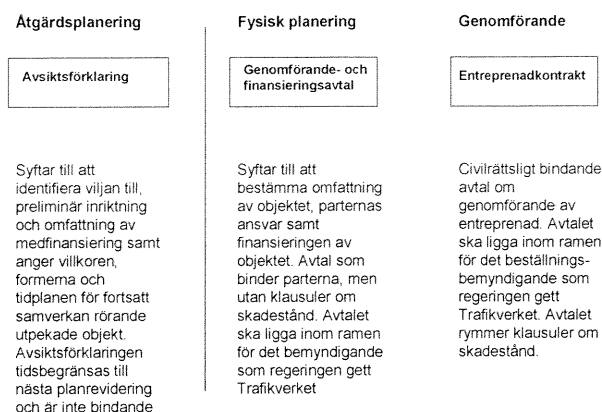 Åtgärdsplanering
Avsiktsförklaring
Syftar till att
identifiera viljan till,
preliminär inriktning
och omfattning av
medfinansiering samt
anger villkoren,
formerna och
tidplanen för fortsatt
samverkan rörande
utpekade objekt.
Avsiktsförklaringen
tidsbegränsas till
nästa planrevidering
och är inte bindande
Fysisk planering
Genomförande- och
finansieringsavtal
Syftar till att
bestämma omfattning
av objektet, parternas
ansvar samt
finansieringen av
objektet. Avtal som
binder parterna, men
utan klausuler om
skadestånd. Avtalet
ska ligga inom ramen
för det bemyndigande
som regeringen gett
Trafikverket
Genomförande
Entreprenadkontrakt
Civilrättsligt bindande
avtal om
genomförande av
entreprenad. Avtalet
ska ligga inom ramen
för det beställnings-
bemyndigande som
regeringen gett
Trafikverket. Avtalet
rymmer klausuler om
skadestånd.